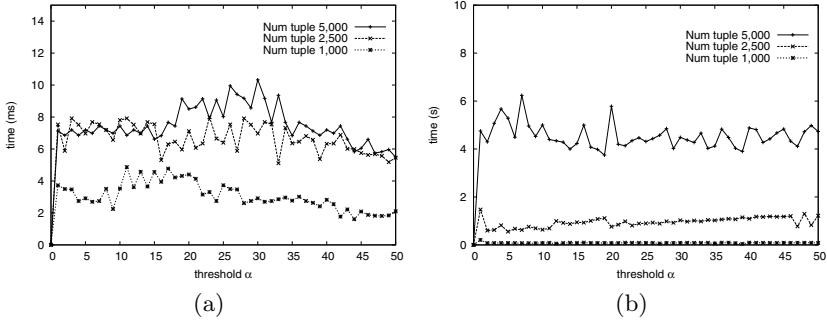 14
12
10
8
6
4
2
0
time (ms)
0 5 10 15 20 25 30 35 40 45 50
threshold α
Num tuple 5,000
Num tuple 2,500
Num tuple 1,000
(a)
10
8
6
4
2
0
time (s)
0 5 10 15 20 25 30 35 40 45 50
threshold α
Num tuple 5,000
Num tuple 2,500
Num tuple 1,000
(b)